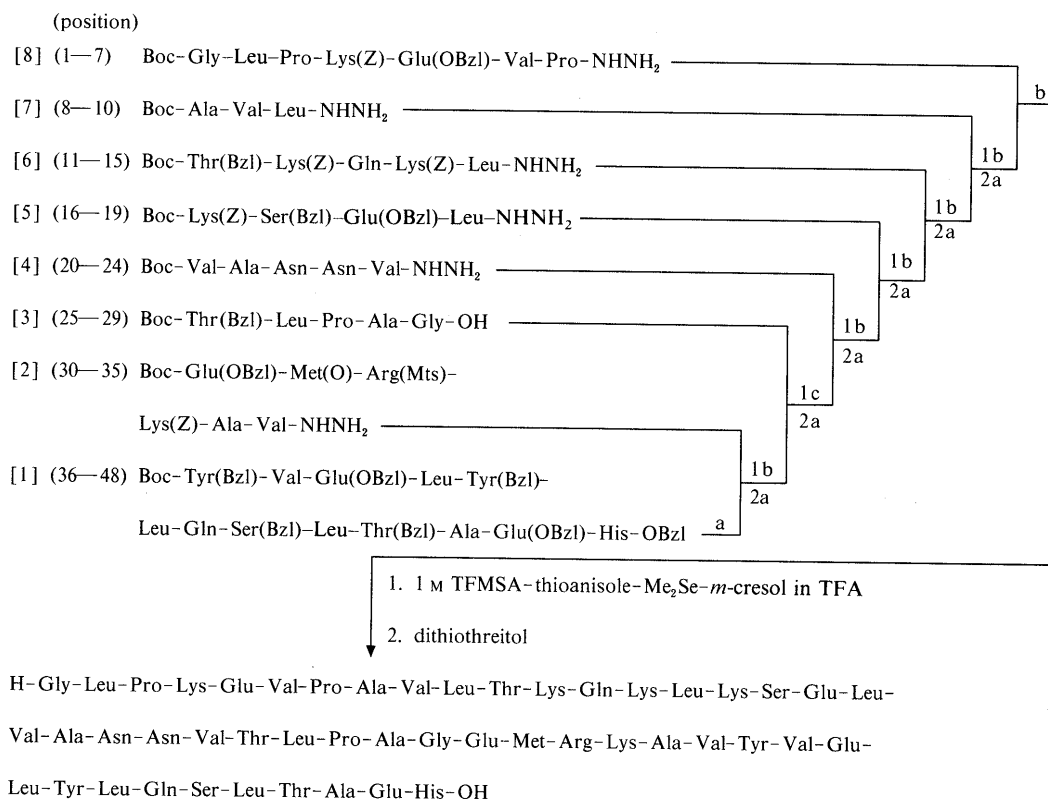 (position)
[8] (1—7) Boc–Gly–Leu–Pro–Lys(Z)–Glu(OBzl)–Val–Pro–NHNH₂
b
[7] (8—10) Boc–Ala–Val–Leu–NHNH₂
1b
2a
[6] (11—15) Boc–Thr(Bzl)–Lys(Z)–Gln–Lys(Z)–Leu–NHNH₂
1b
2a
[5] (16—19) Boc–Lys(Z)–Ser(Bzl)–Glu(OBzl)–Leu–NHNH₂
1b
2a
[4] (20—24) Boc–Val–Ala–Asn–Asn–Val–NHNH₂
1b
2a
[3] (25—29) Boc–Thr(Bzl)–Leu–Pro–Ala–Gly–OH
[2] (30—35) Boc–Glu(OBzl)–Met(O)–Arg(Mts)–
1c
2a
Lys(Z)–Ala–Val–NHNH₂
[1] (36—48) Boc–Tyr(Bzl)–Val–Glu(OBzl)–Leu–Tyr(Bzl)–
1b
2a
Leu–Gln–Ser(Bzl)–Leu–Thr(Bzl)–Ala–Glu(OBzl)–His–OBzl a
1. 1 M TFMSA–thioanisole–Me₂Se–m-cresol in TFA
2. dithiothreitol
H–Gly–Leu–Pro–Lys–Glu–Val–Pro–Ala–Val–Leu–Thr–Lys–Gln–Lys–Leu–Lys–Ser–Glu–Leu–
Val–Ala–Asn–Asn–Val–Thr–Leu–Pro–Ala–Gly–Glu–Met–Arg–Lys–Ala–Val–Tyr–Val–Glu–
Leu–Tyr–Leu–Gln–Ser–Leu–Thr–Ala–Glu–His–OH